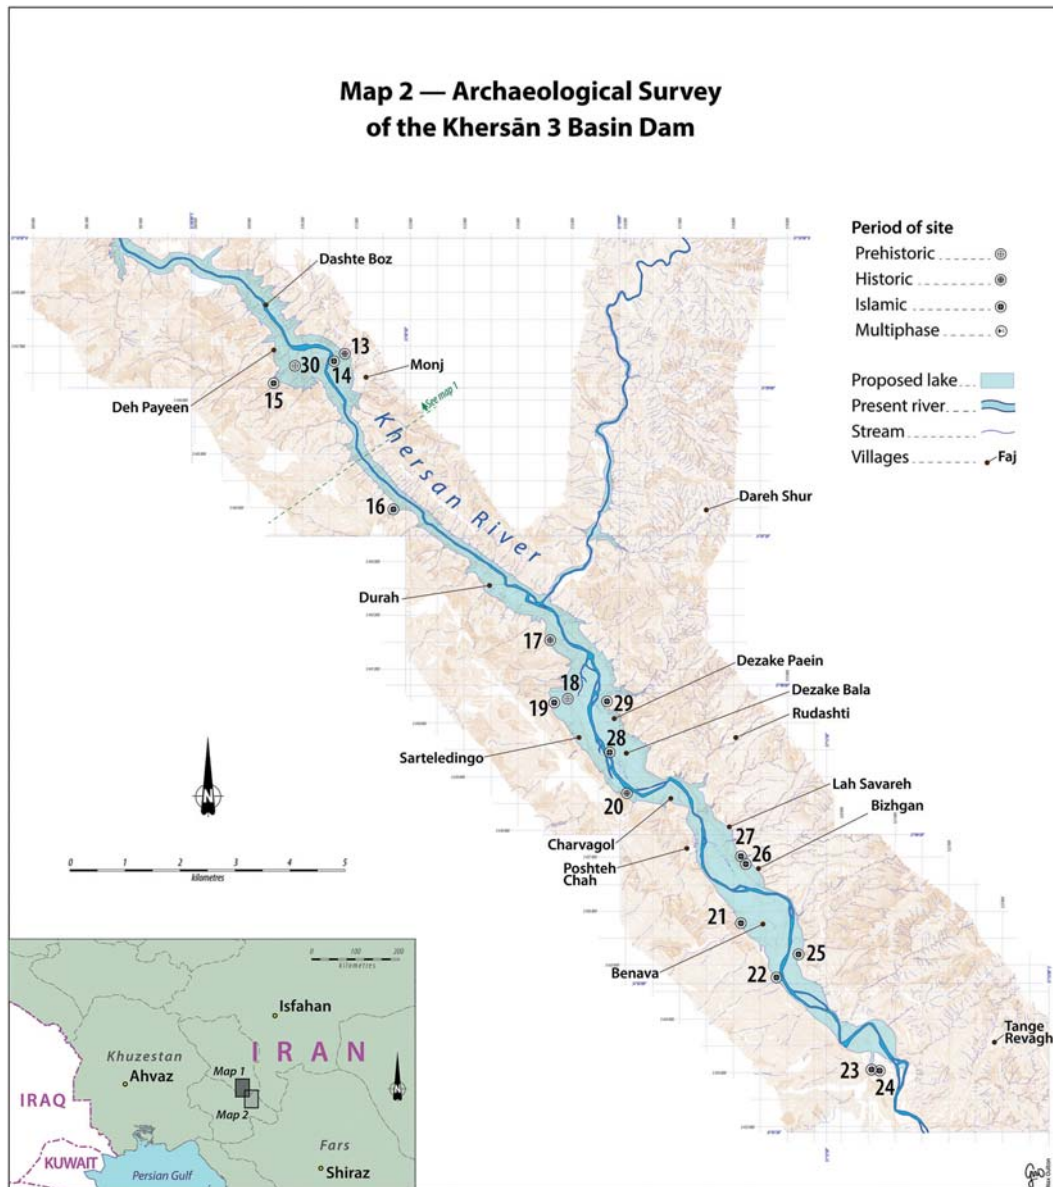 Map 2 — Archaeological Survey
of the Khersān 3 Basin Dam
Period of site
Prehistoric
Historic
Islamic
Multiphase
Proposed lake
Present river
Stream
Villages
Faj
Dashte Boz
13
30
14
Monj
15
Deh Payeen
See map 1
Khersan River
16
Dareh Shur
Durah
17
Dezake Paein
18
Dezake Bala
19
29
Rudashti
28
Sarteledingo
20
Lah Savareh
Bizhgan
27
Charvagol
26
Poshteh
Chah
21
25
Benava
22
Tange
Revagh
23
24
N
0 1 2 3 4 5
kilometres
0 100 200
kilometres
Isfahan
IRAN
Khuzestan
Ahvaz
Map 1
Map 2
IRAQ
Fars
KUWAIT
Persian Gulf
Shiraz